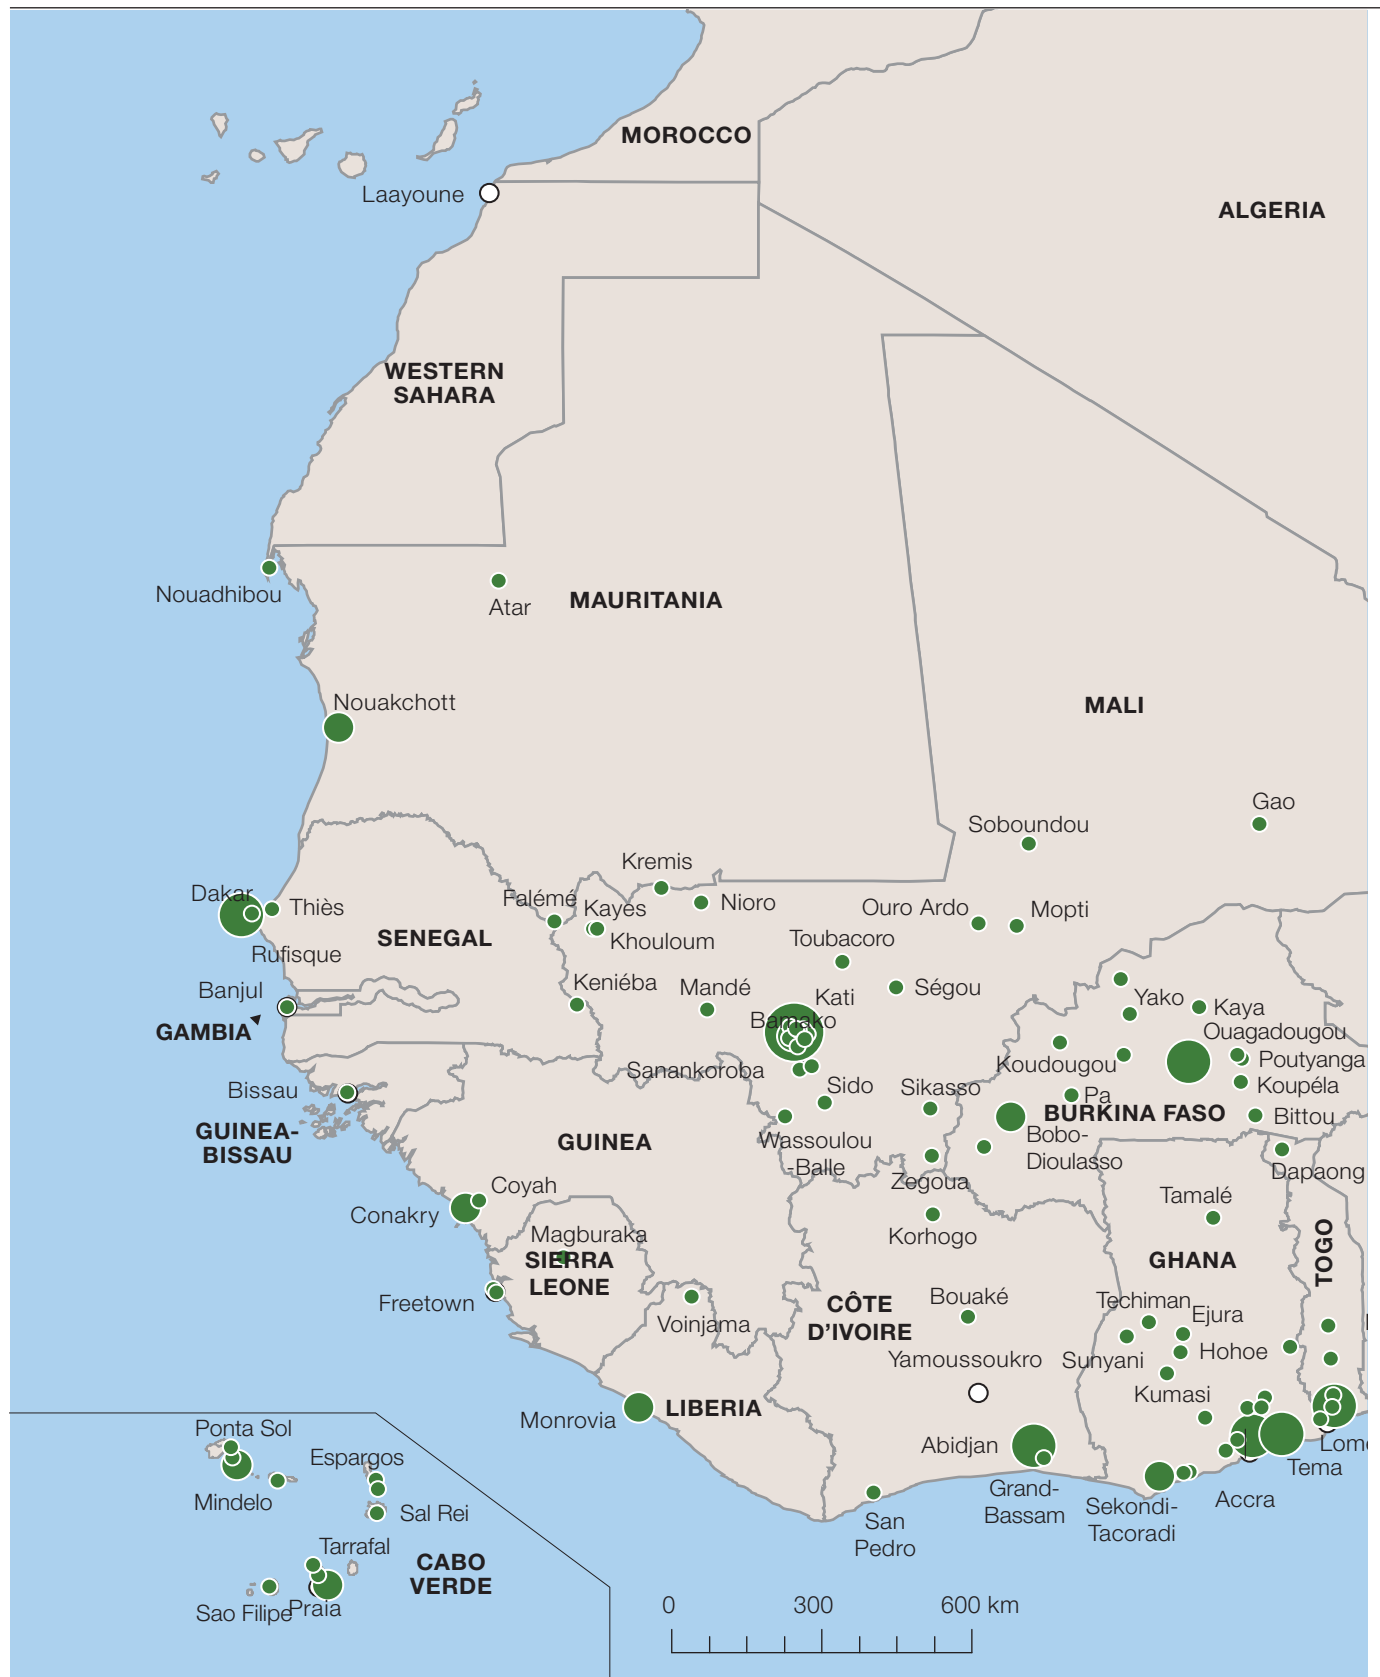 MOROCCO
Laayoune
ALGERIA
WESTERN
SAHARA
Nouadhibou
Atar
MAURITANIA
Nouakchott
MALI
Gao
Soboundou
Kremis
Dakar
Thiès
Falémé
Kayes
Nioro
Ouro Ardo
Mopti
SENEGAL
Khouloum
Toubacoro
Rufisque
Banjul
Keniéba
Mandé
Kati
Ségou
Yako
Kaya
GAMBIA
Bamako
Ouagadougou
Koudougou
Poutyanga
Sanankoroba
Bissau
Sido
Sikasso
Pa
Koupéla
GUINEA-
BISSAU
GUINEA
Wassoulou
-Balle
BURKINA FASO
Bittou
Bobo-
Dioulasso
Zegoua
Dapaong
Coyah
Conakry
Tamalé
Korhogo
Magburaka
SIERRA
LEONE
GHANA
TOGO
Freetown
Voinjama
CÔTE
D'IVOIRE
Bouaké
Techiman
Ejura
Yamoussoukro
Sunyani
Hohoe
Kumasi
Monrovia
LIBERIA
Abidjan
Lomé
Tema
Ponta Sol
Espargos
Mindelo
Sal Rei
Grand-
Bassam
Sekondi-
Tacoradi
Accra
San
Pedro
Tarrafal
CABO
VERDE
Sao Filipe
Praia
0 300 600 km